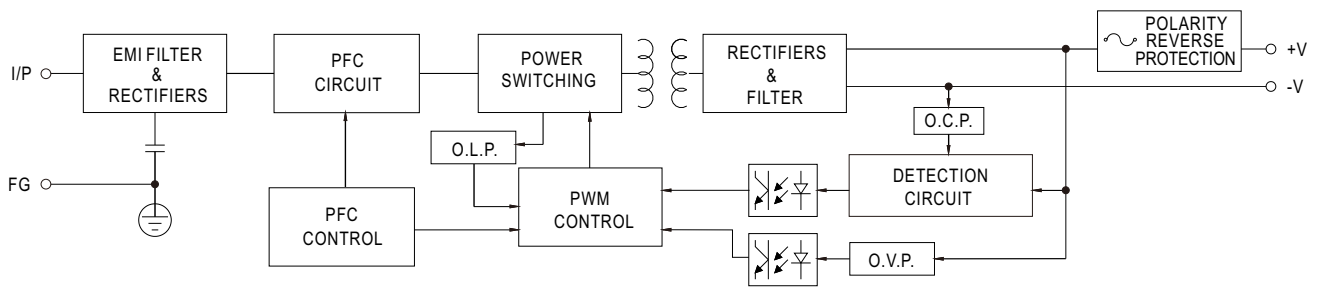 I/P
EMI FILTER
&
RECTIFIERS
PFC
CIRCUIT
POWER
SWITCHING
RECTIFIERS
&
FILTER
POLARITY
REVERSE
PROTECTION
+V
-V
O.C.P.
O.L.P.
DETECTION
CIRCUIT
FG
PFC
CONTROL
PWM
CONTROL
O.V.P.